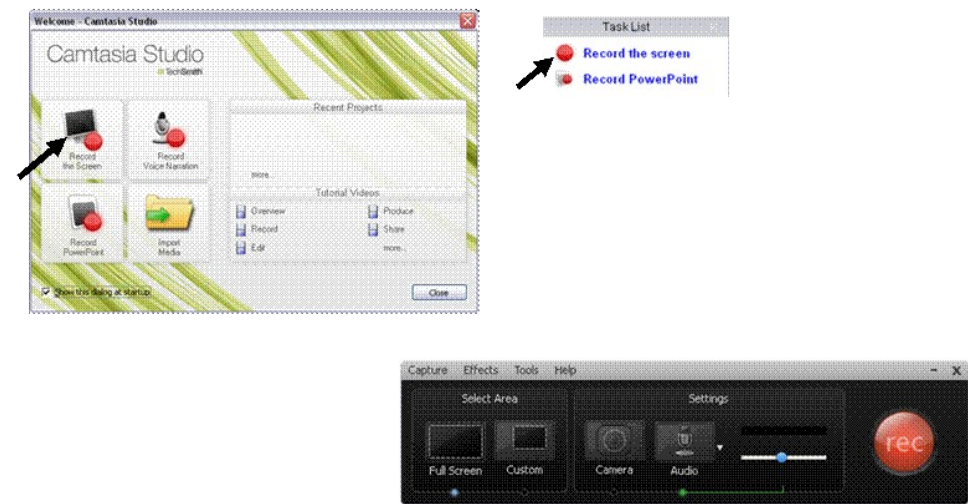 Welcome - Camtasia Studio
Camtasia Studio
TechSmith
Record
the Screen
Record
Voice Narration
Record
PowerPoint
Import
Media
Recent Projects
more...
Tutorial Videos
Overview
Produce
Record
Share
Edit
more...
Show this dialog at startup
Close
Task List
Record the screen
Record PowerPoint
Capture Effects Tools Help
Select Area
Settings
Full Screen
Custom
Camera
Audio
rec